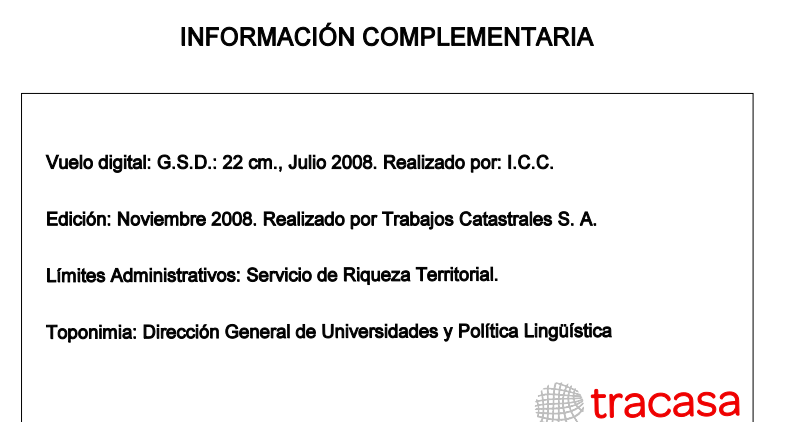 INFORMACIÓN COMPLEMENTARIA
Vuelo digital: G.S.D.: 22 cm., Julio 2008. Realizado por: I.C.C.
Edición: Noviembre 2008. Realizado por Trabajos Catastrales S. A.
Límites Administrativos: Servicio de Riqueza Territorial.
Toponimia: Dirección General de Universidades y Política Lingüística
tracasa